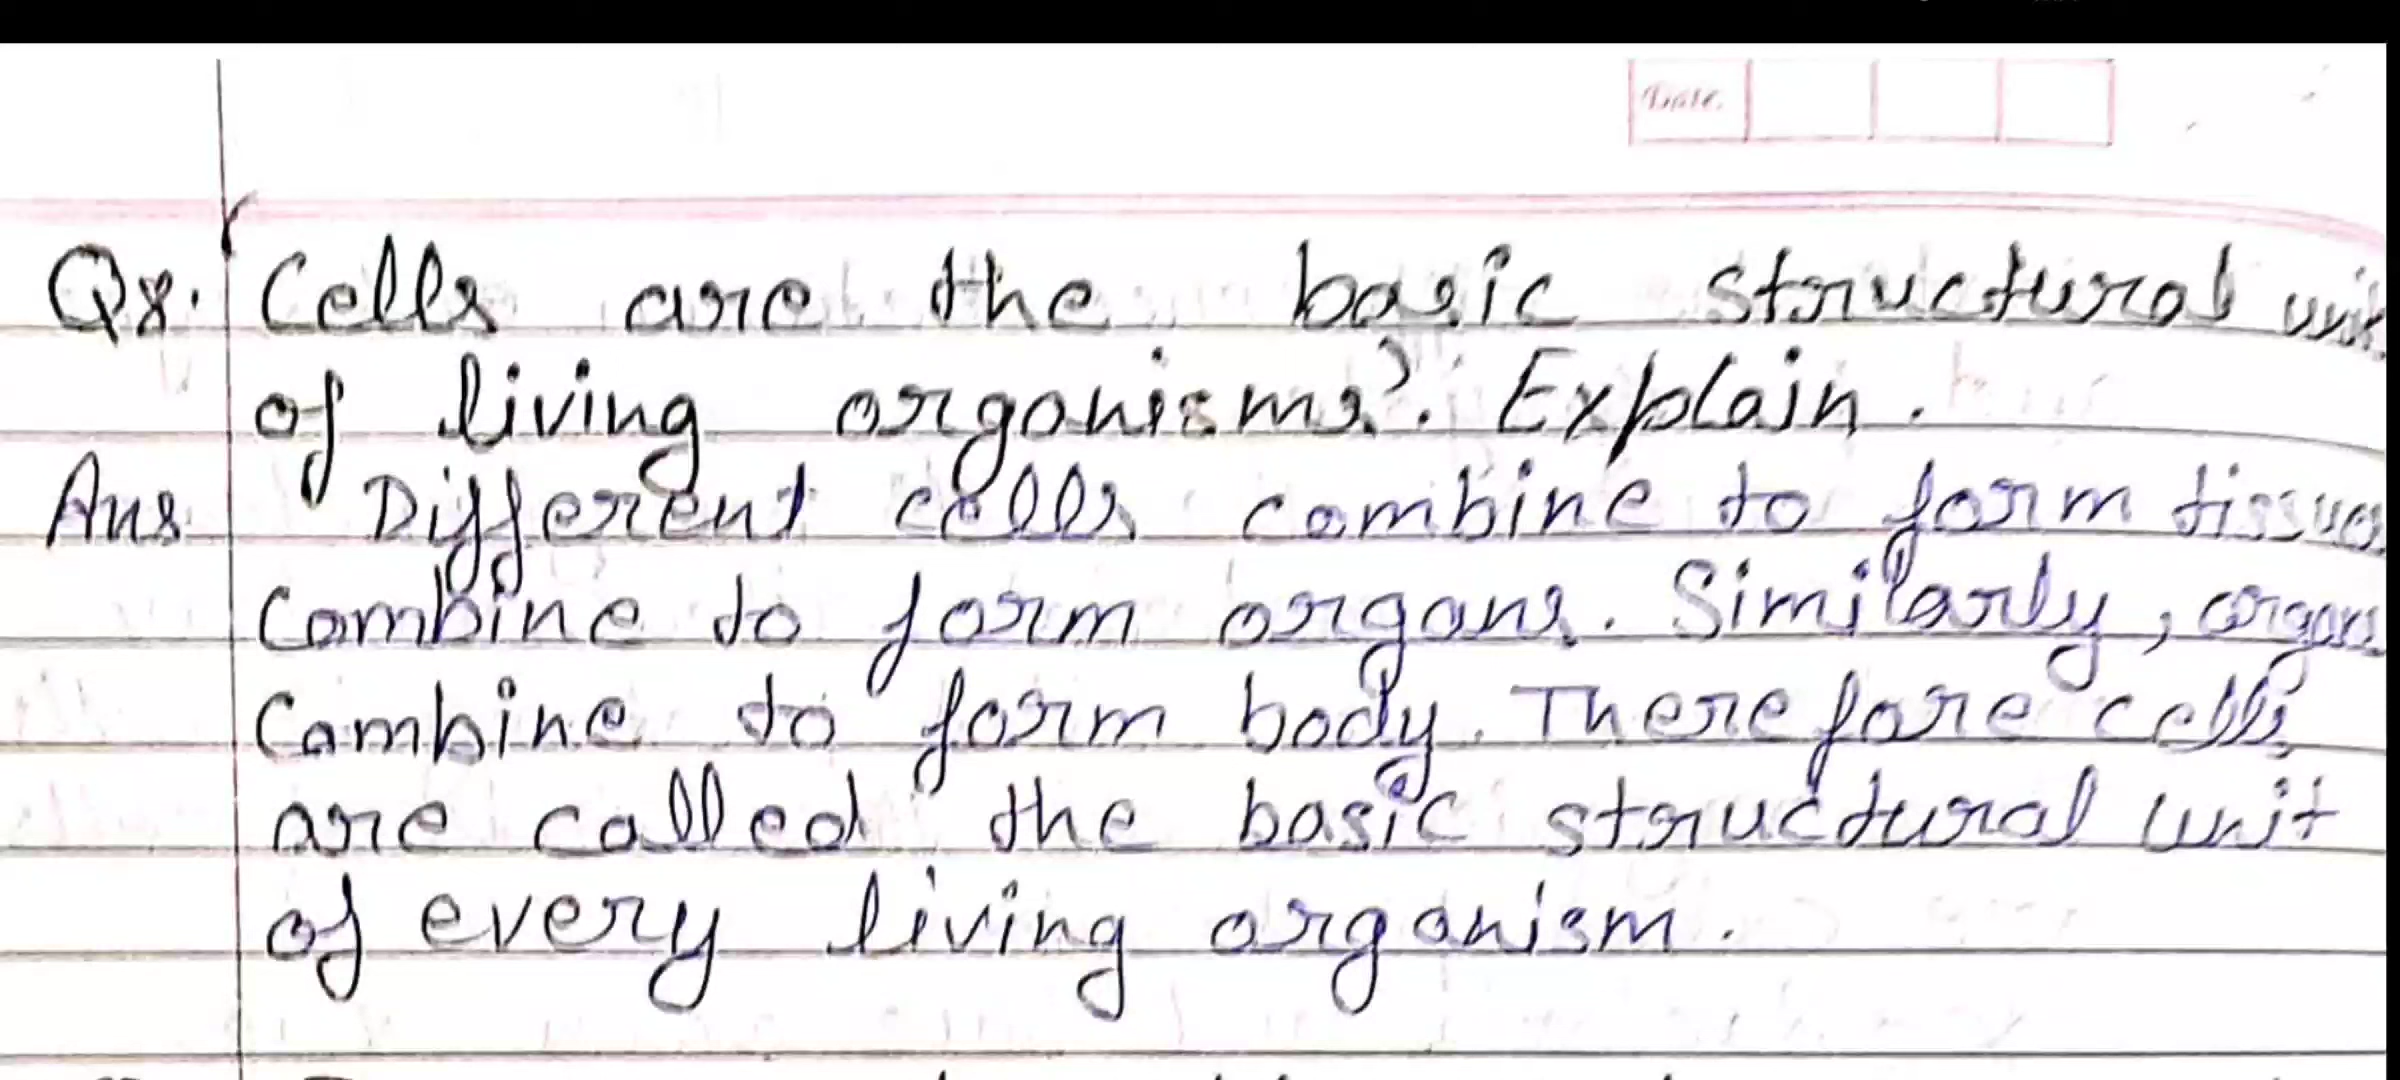 Date.
Q8. Cells are the basic structural unit
of living organisms'. Explain.
Ans Different cells combine to form tissues
Combine to form organs. Similarly, organs
Combine to form body. Therefore cells
are called the basic structural unit
of every living organism.